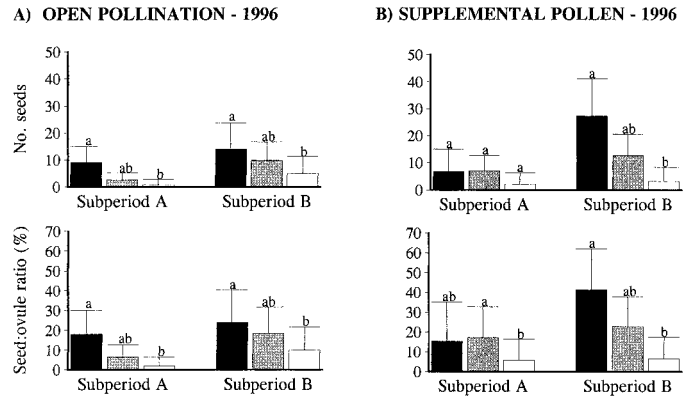 A) OPEN POLLINATION - 1996
B) SUPPLEMENTAL POLLEN - 1996
No. seeds
50
40
30
20
10
0
a
ab
b
a
ab
b
Subperiod A
Subperiod B
50
40
30
20
10
0
a
a
a
a
ab
b
Subperiod A
Subperiod B
Seed:ovule ratio (%)
70
60
50
40
30
20
10
0
a
ab
b
a
ab
b
Subperiod A
Subperiod B
70
60
50
40
30
20
10
0
ab
a
b
a
ab
b
Subperiod A
Subperiod B